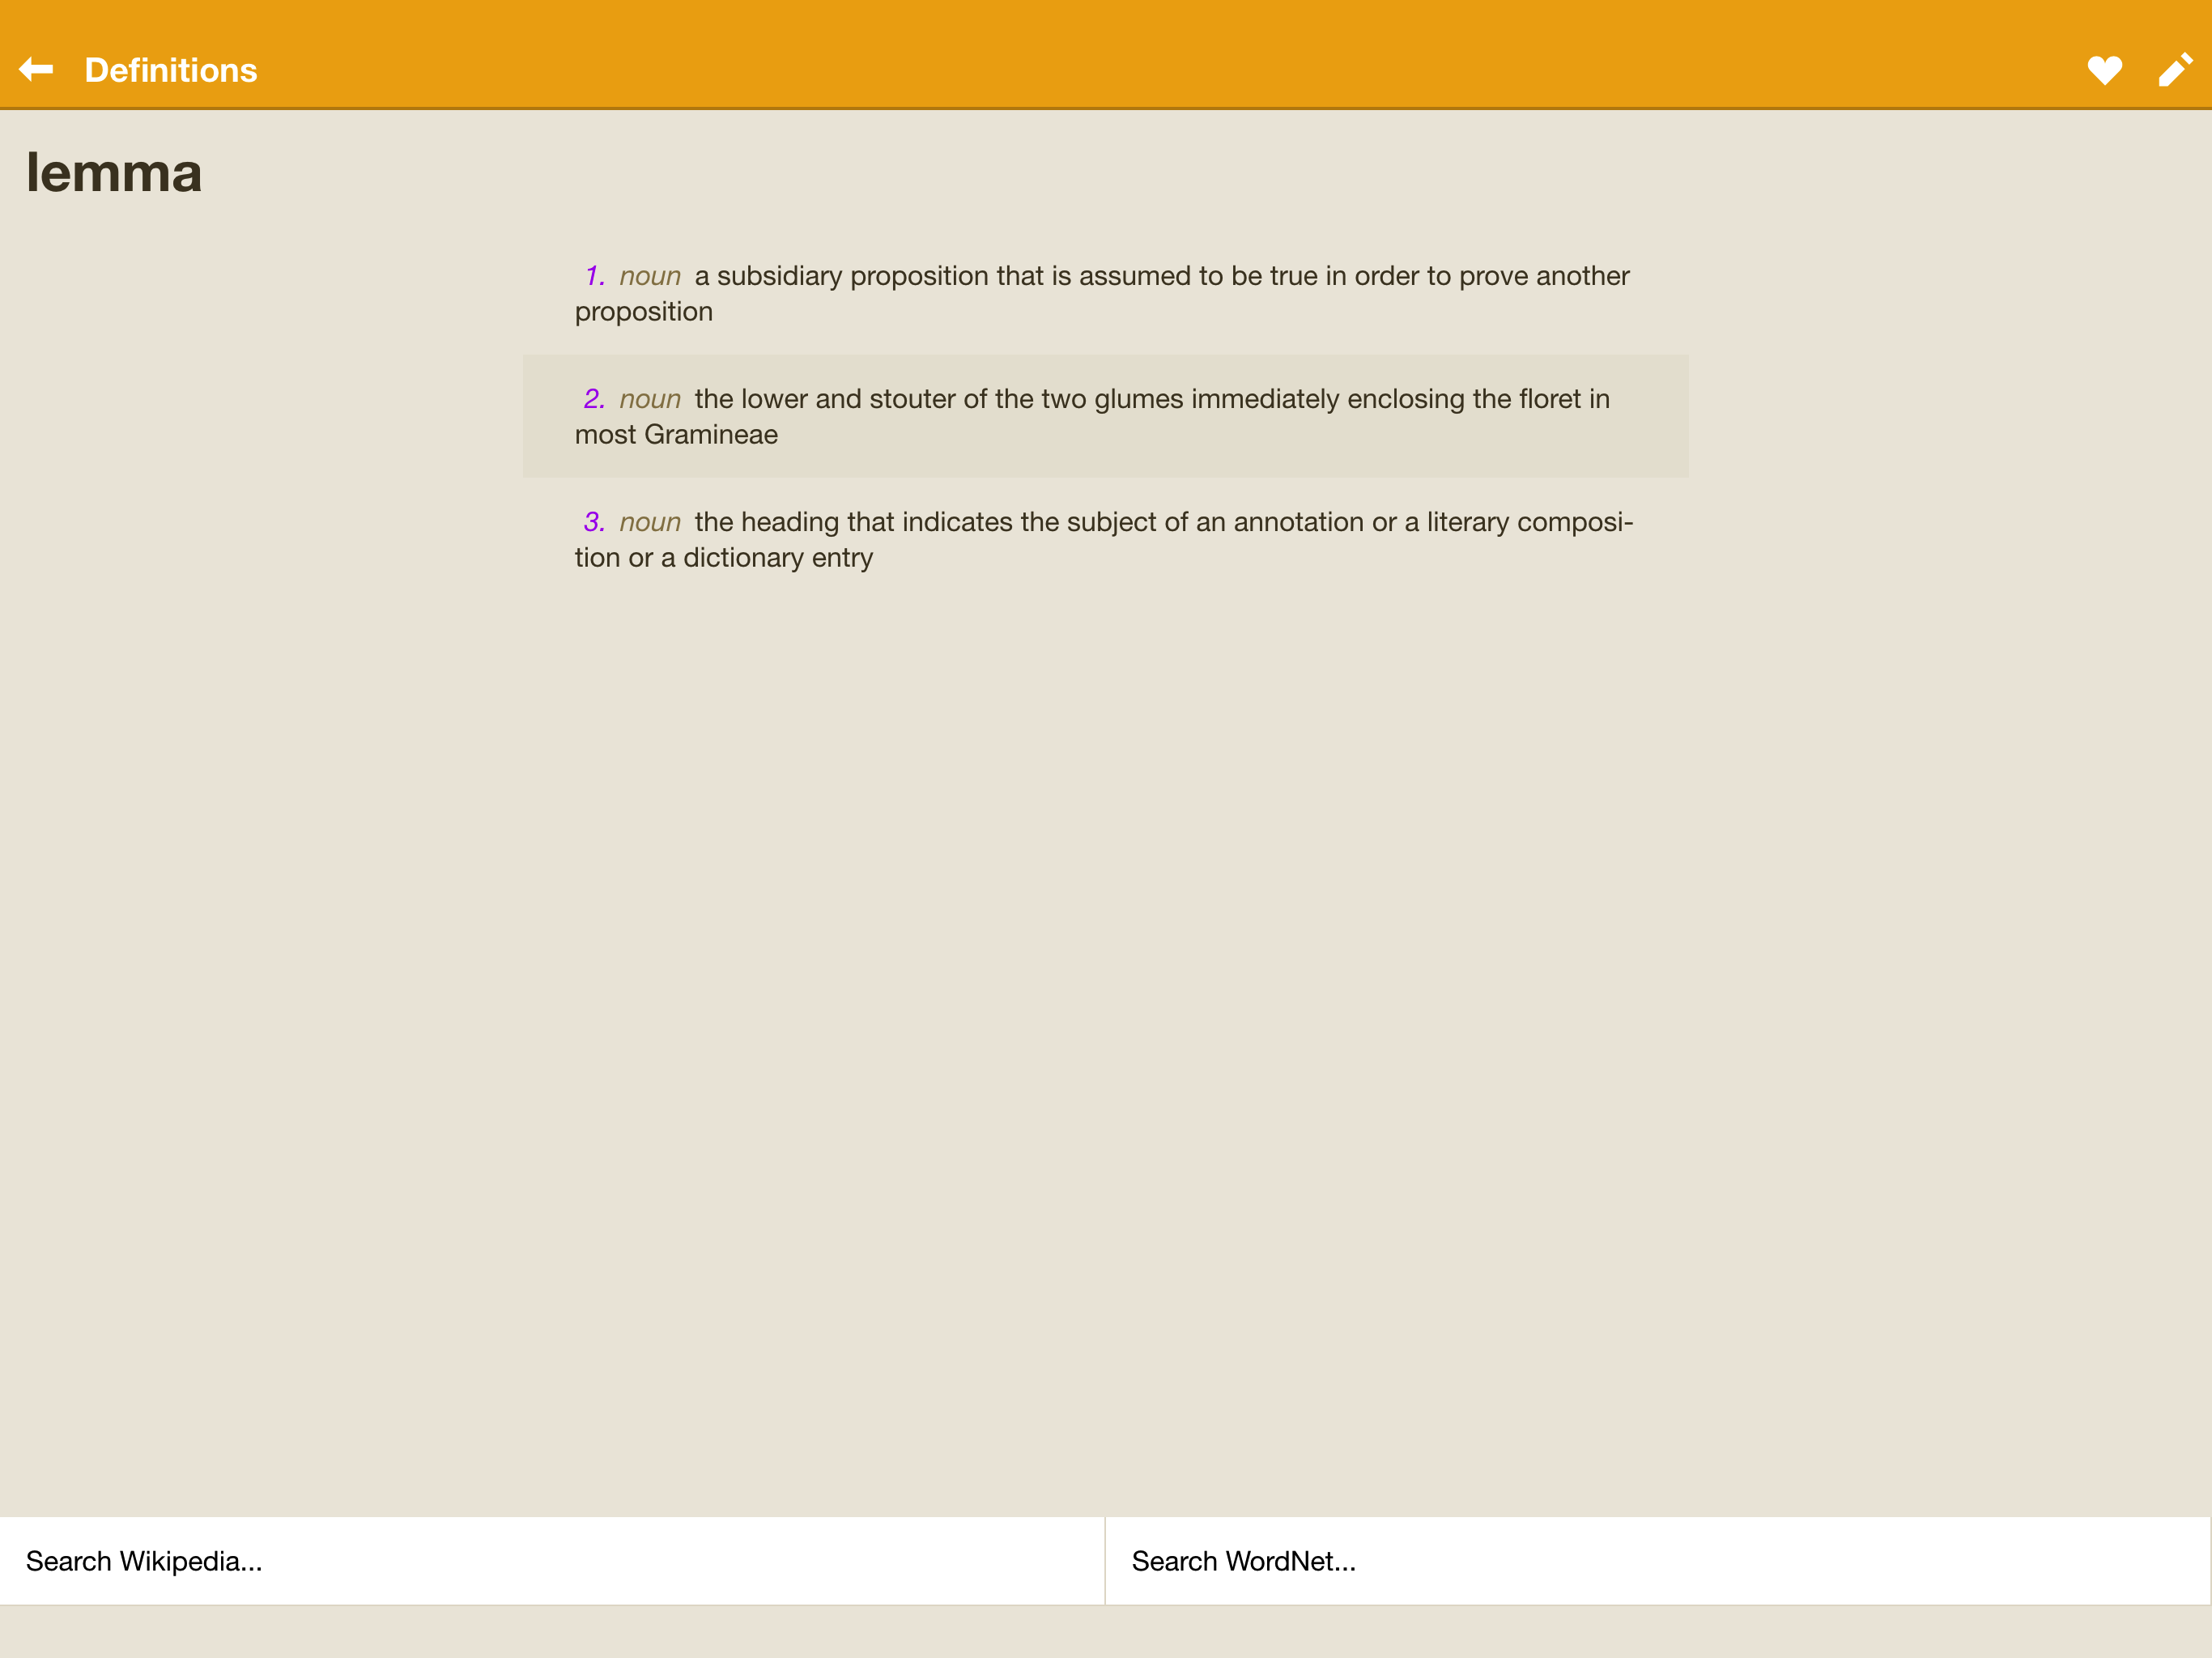 Definitions
lemma
1. noun a subsidiary proposition that is assumed to be true in order to prove another
proposition
2. noun the lower and stouter of the two glumes immediately enclosing the floret in
most Gramineae
3. noun the heading that indicates the subject of an annotation or a literary composi-
tion or a dictionary entry
Search Wikipedia...
Search WordNet...